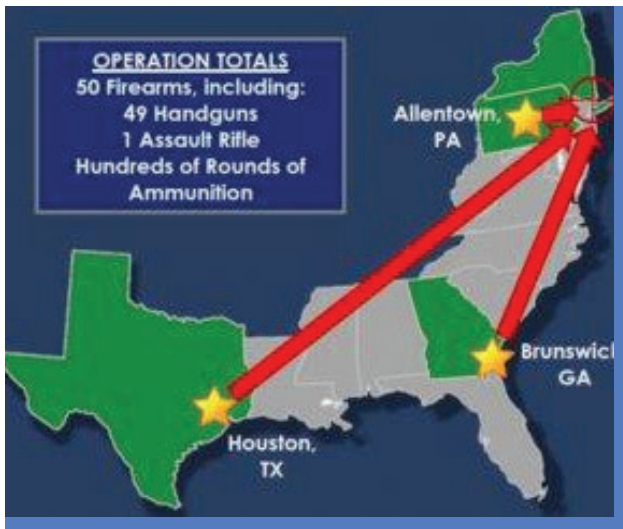 OPERATION TOTALS
50 Firearms, including:
49 Handguns
1 Assault Rifle
Hundreds of Rounds of
Ammunition
Allentown,
PA
Brunswic
GA
Houston,
TX